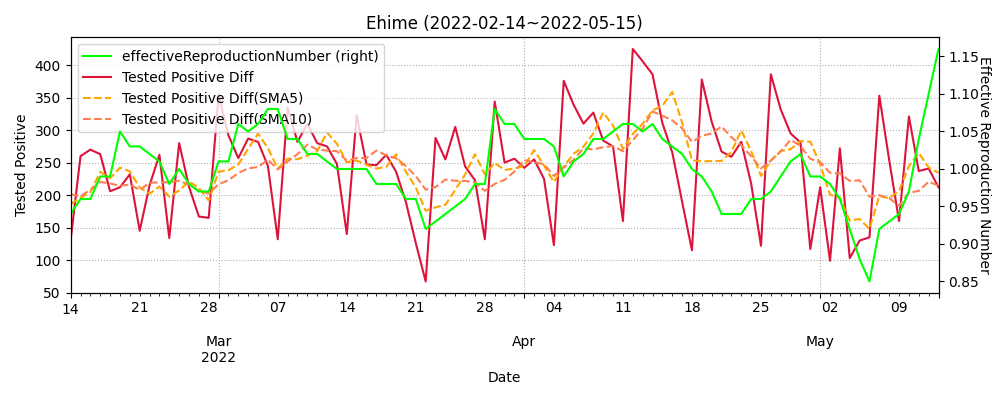 Ehime (2022-02-14~2022-05-15)
effectiveReproductionNumber (right)
Tested Positive Diff
Tested Positive Diff(SMA5)
Tested Positive Diff(SMA10)
Tested Positive
400
350
300
250
200
150
100
50
1.15
1.10
1.05
1.00
0.95
0.90
0.85
Effective Reproduction Number
14 21 28 07 14 21 28 04 11 18 25 02 09
Mar Apr May
2022
Date